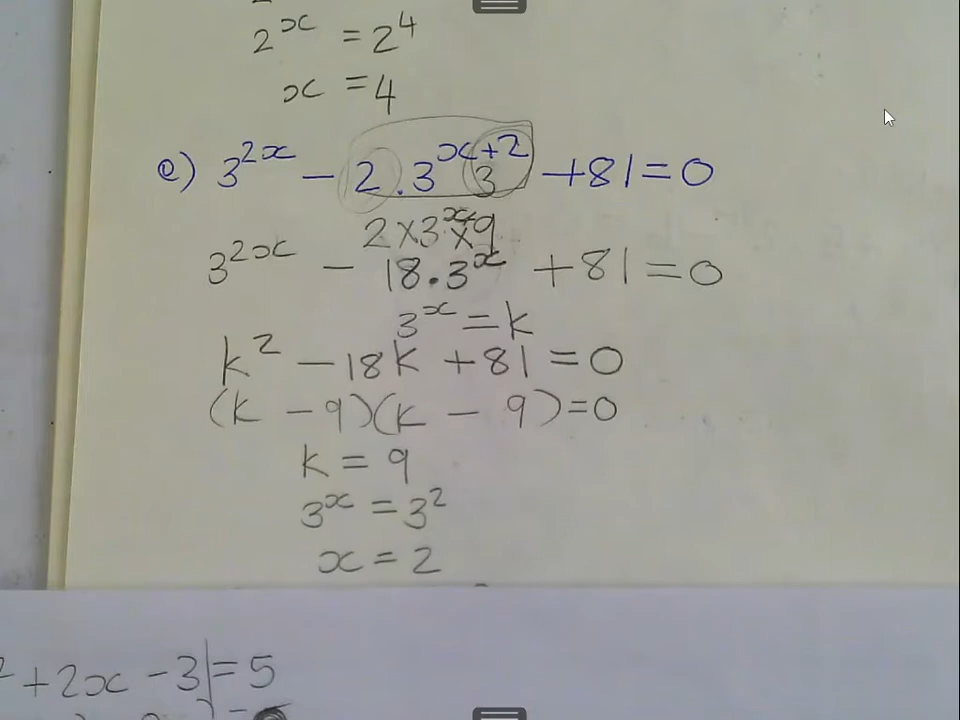 2^x = 2^4
x = 4
e) 3^2x - 2 . 3^x+2 + 81 = 0
3
2 × 3^x × 9
3^2x - 18 . 3^x + 81 = 0
3^x = k
k^2 - 18k + 81 = 0
(k - 9)(k - 9) = 0
k = 9
3^x = 3^2
x = 2
+ 2x - 3| = 5